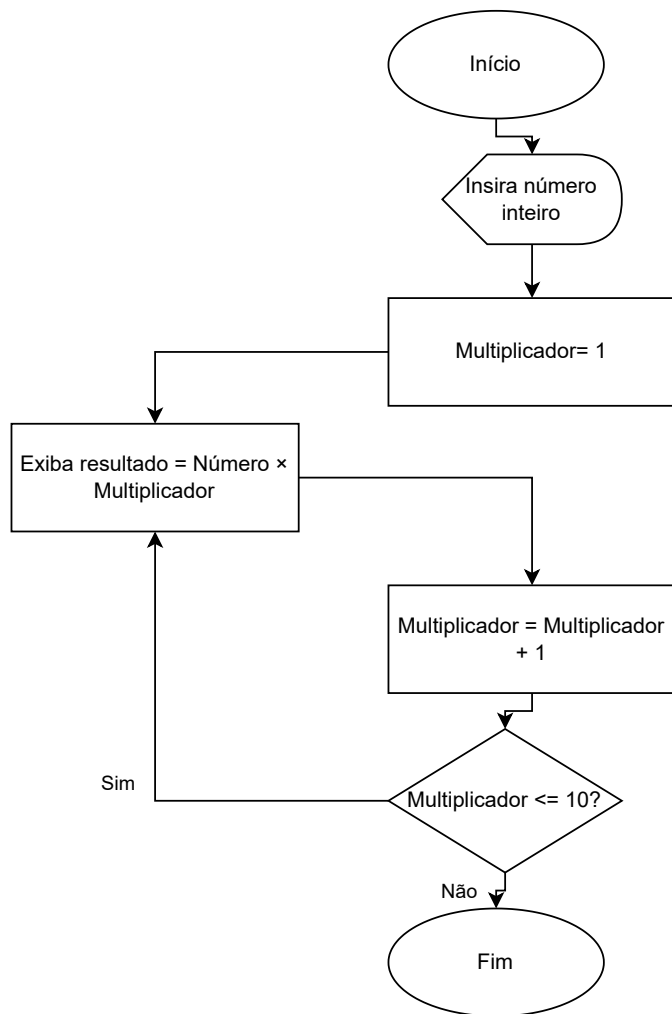 Início
Insira número
inteiro
Multiplicador= 1
Exiba resultado = Número ×
Multiplicador
Multiplicador = Multiplicador
+ 1
Multiplicador <= 10?
Sim
Não
Fim